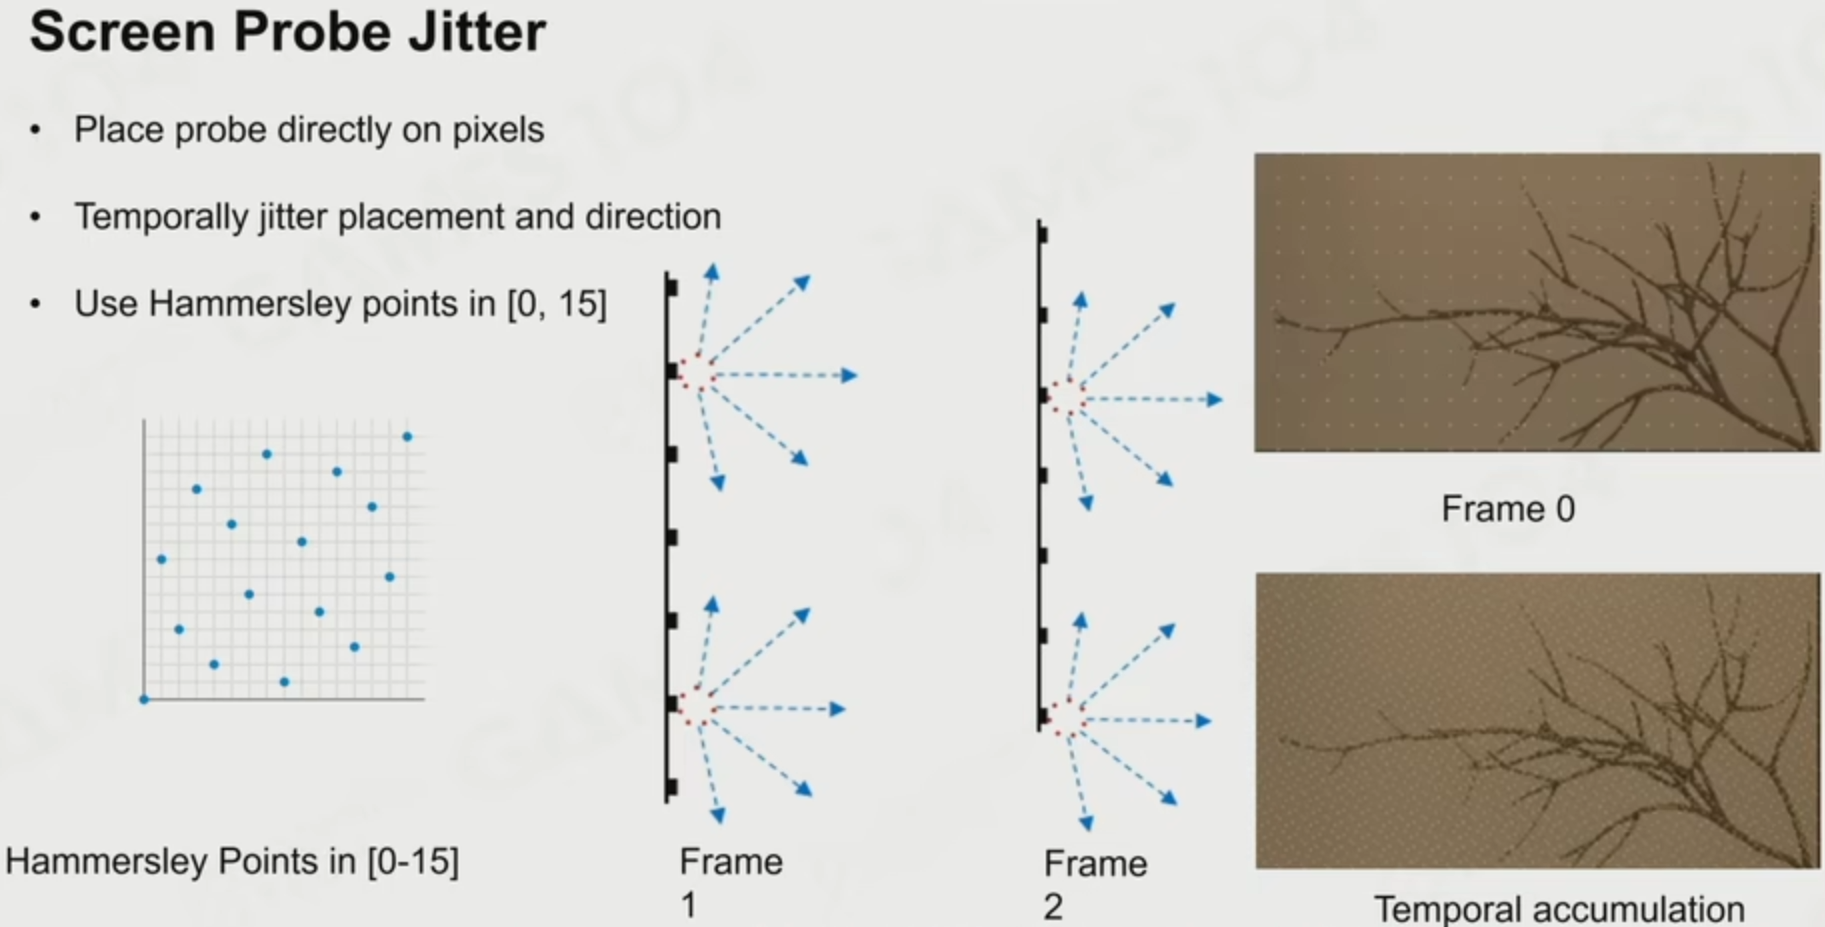 Screen Probe Jitter
• Place probe directly on pixels
• Temporally jitter placement and direction
• Use Hammersley points in [0, 15]
Hammersley Points in [0-15]
Frame
1
Frame
2
Frame 0
Temporal accumulation
GAMES104